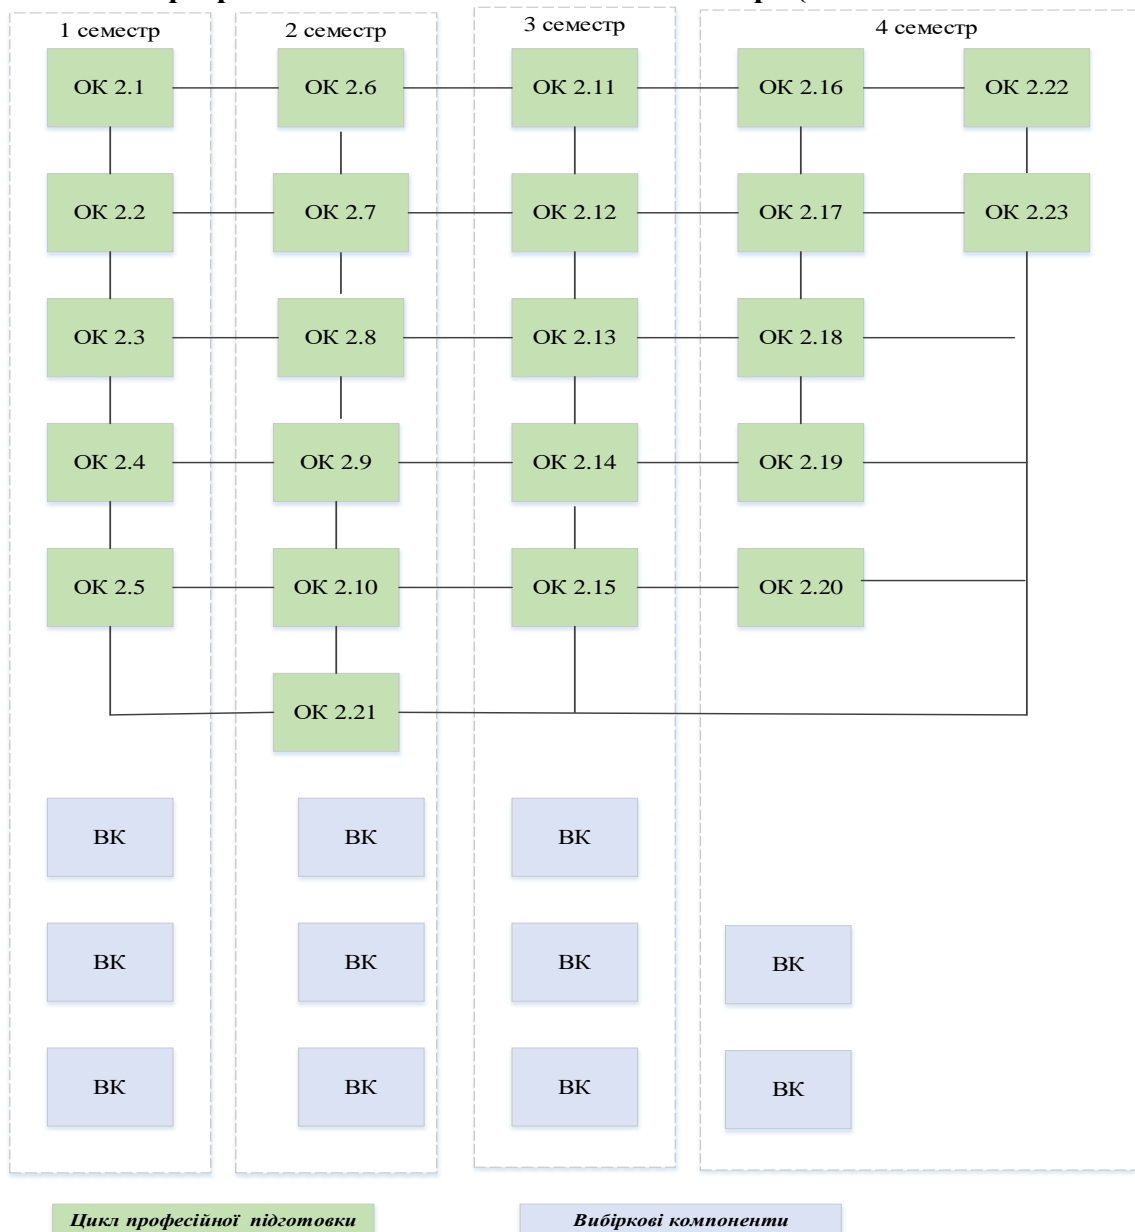 1 семестр
2 семестр
3 семестр
4 семестр
ОК 2.1
ОК 2.6
ОК 2.11
ОК 2.16
ОК 2.22
ОК 2.2
ОК 2.7
ОК 2.12
ОК 2.17
ОК 2.23
ОК 2.3
ОК 2.8
ОК 2.13
ОК 2.18
ОК 2.4
ОК 2.9
ОК 2.14
ОК 2.19
ОК 2.5
ОК 2.10
ОК 2.15
ОК 2.20
ОК 2.21
ВК
ВК
ВК
ВК
ВК
ВК
ВК
ВК
ВК
ВК
ВК
Цикл професійної підготовки
Вибіркові компоненти